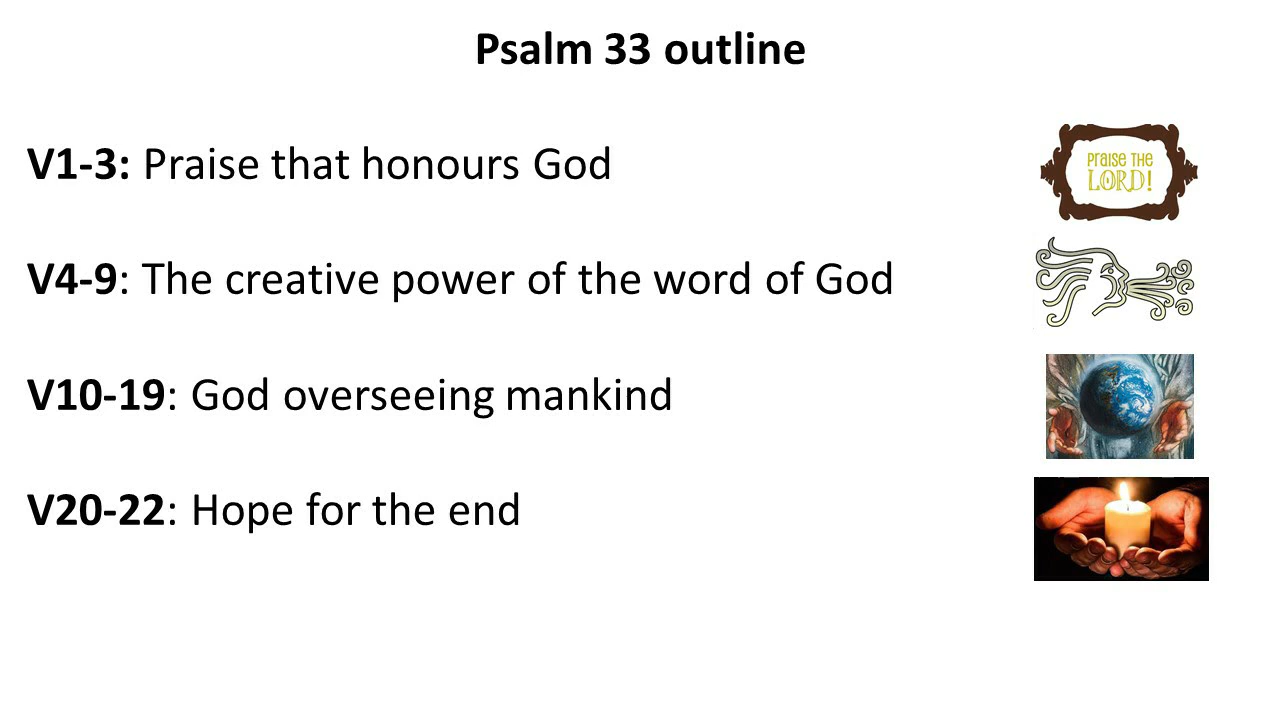 Psalm 33 outline
V1-3: Praise that honours God
PRAISE THE
LORD!
V4-9: The creative power of the word of God
V10-19: God overseeing mankind
V20-22: Hope for the end